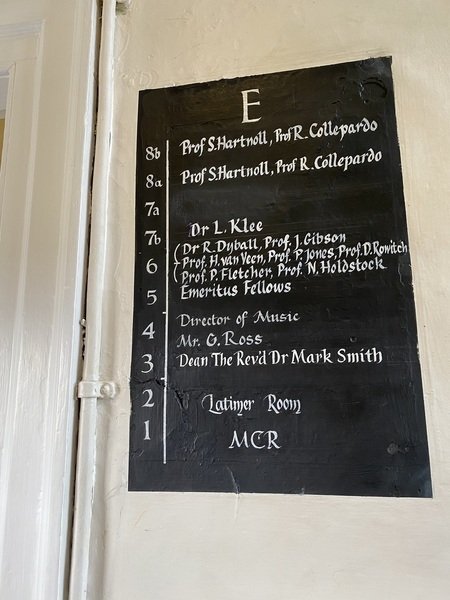 E
8b Prof S. Hartnoll, Prof R. Collepardo
8a Prof S. Hartnoll, Prof R. Collepardo
7a
7b Dr L. Klee
(Dr R. Dyball, Prof. J. Gibson
6 Prof. H. van Veen, Prof. P. Jones, Prof. D. Rowitch
(Prof. P. Fletcher, Prof. N. Holdstock
5 Emeritus Fellows
Director of Music
4 Mr. G. Ross
3 Dean The Rev'd Dr Mark Smith
2 Latimer Room
1 MCR